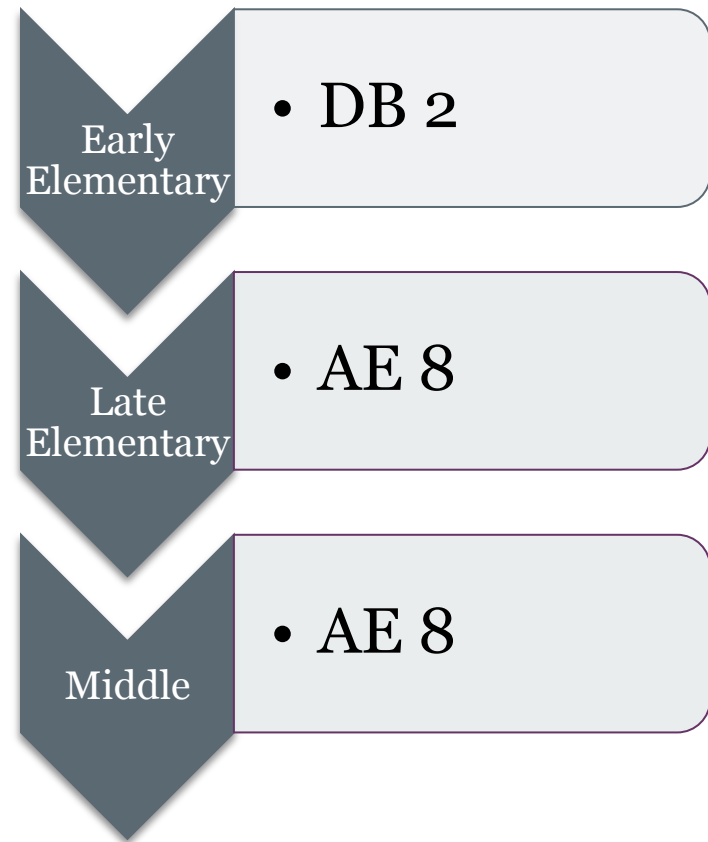 Early
Elementary
• DB 2
Late
Elementary
• AE 8
Middle
• AE 8